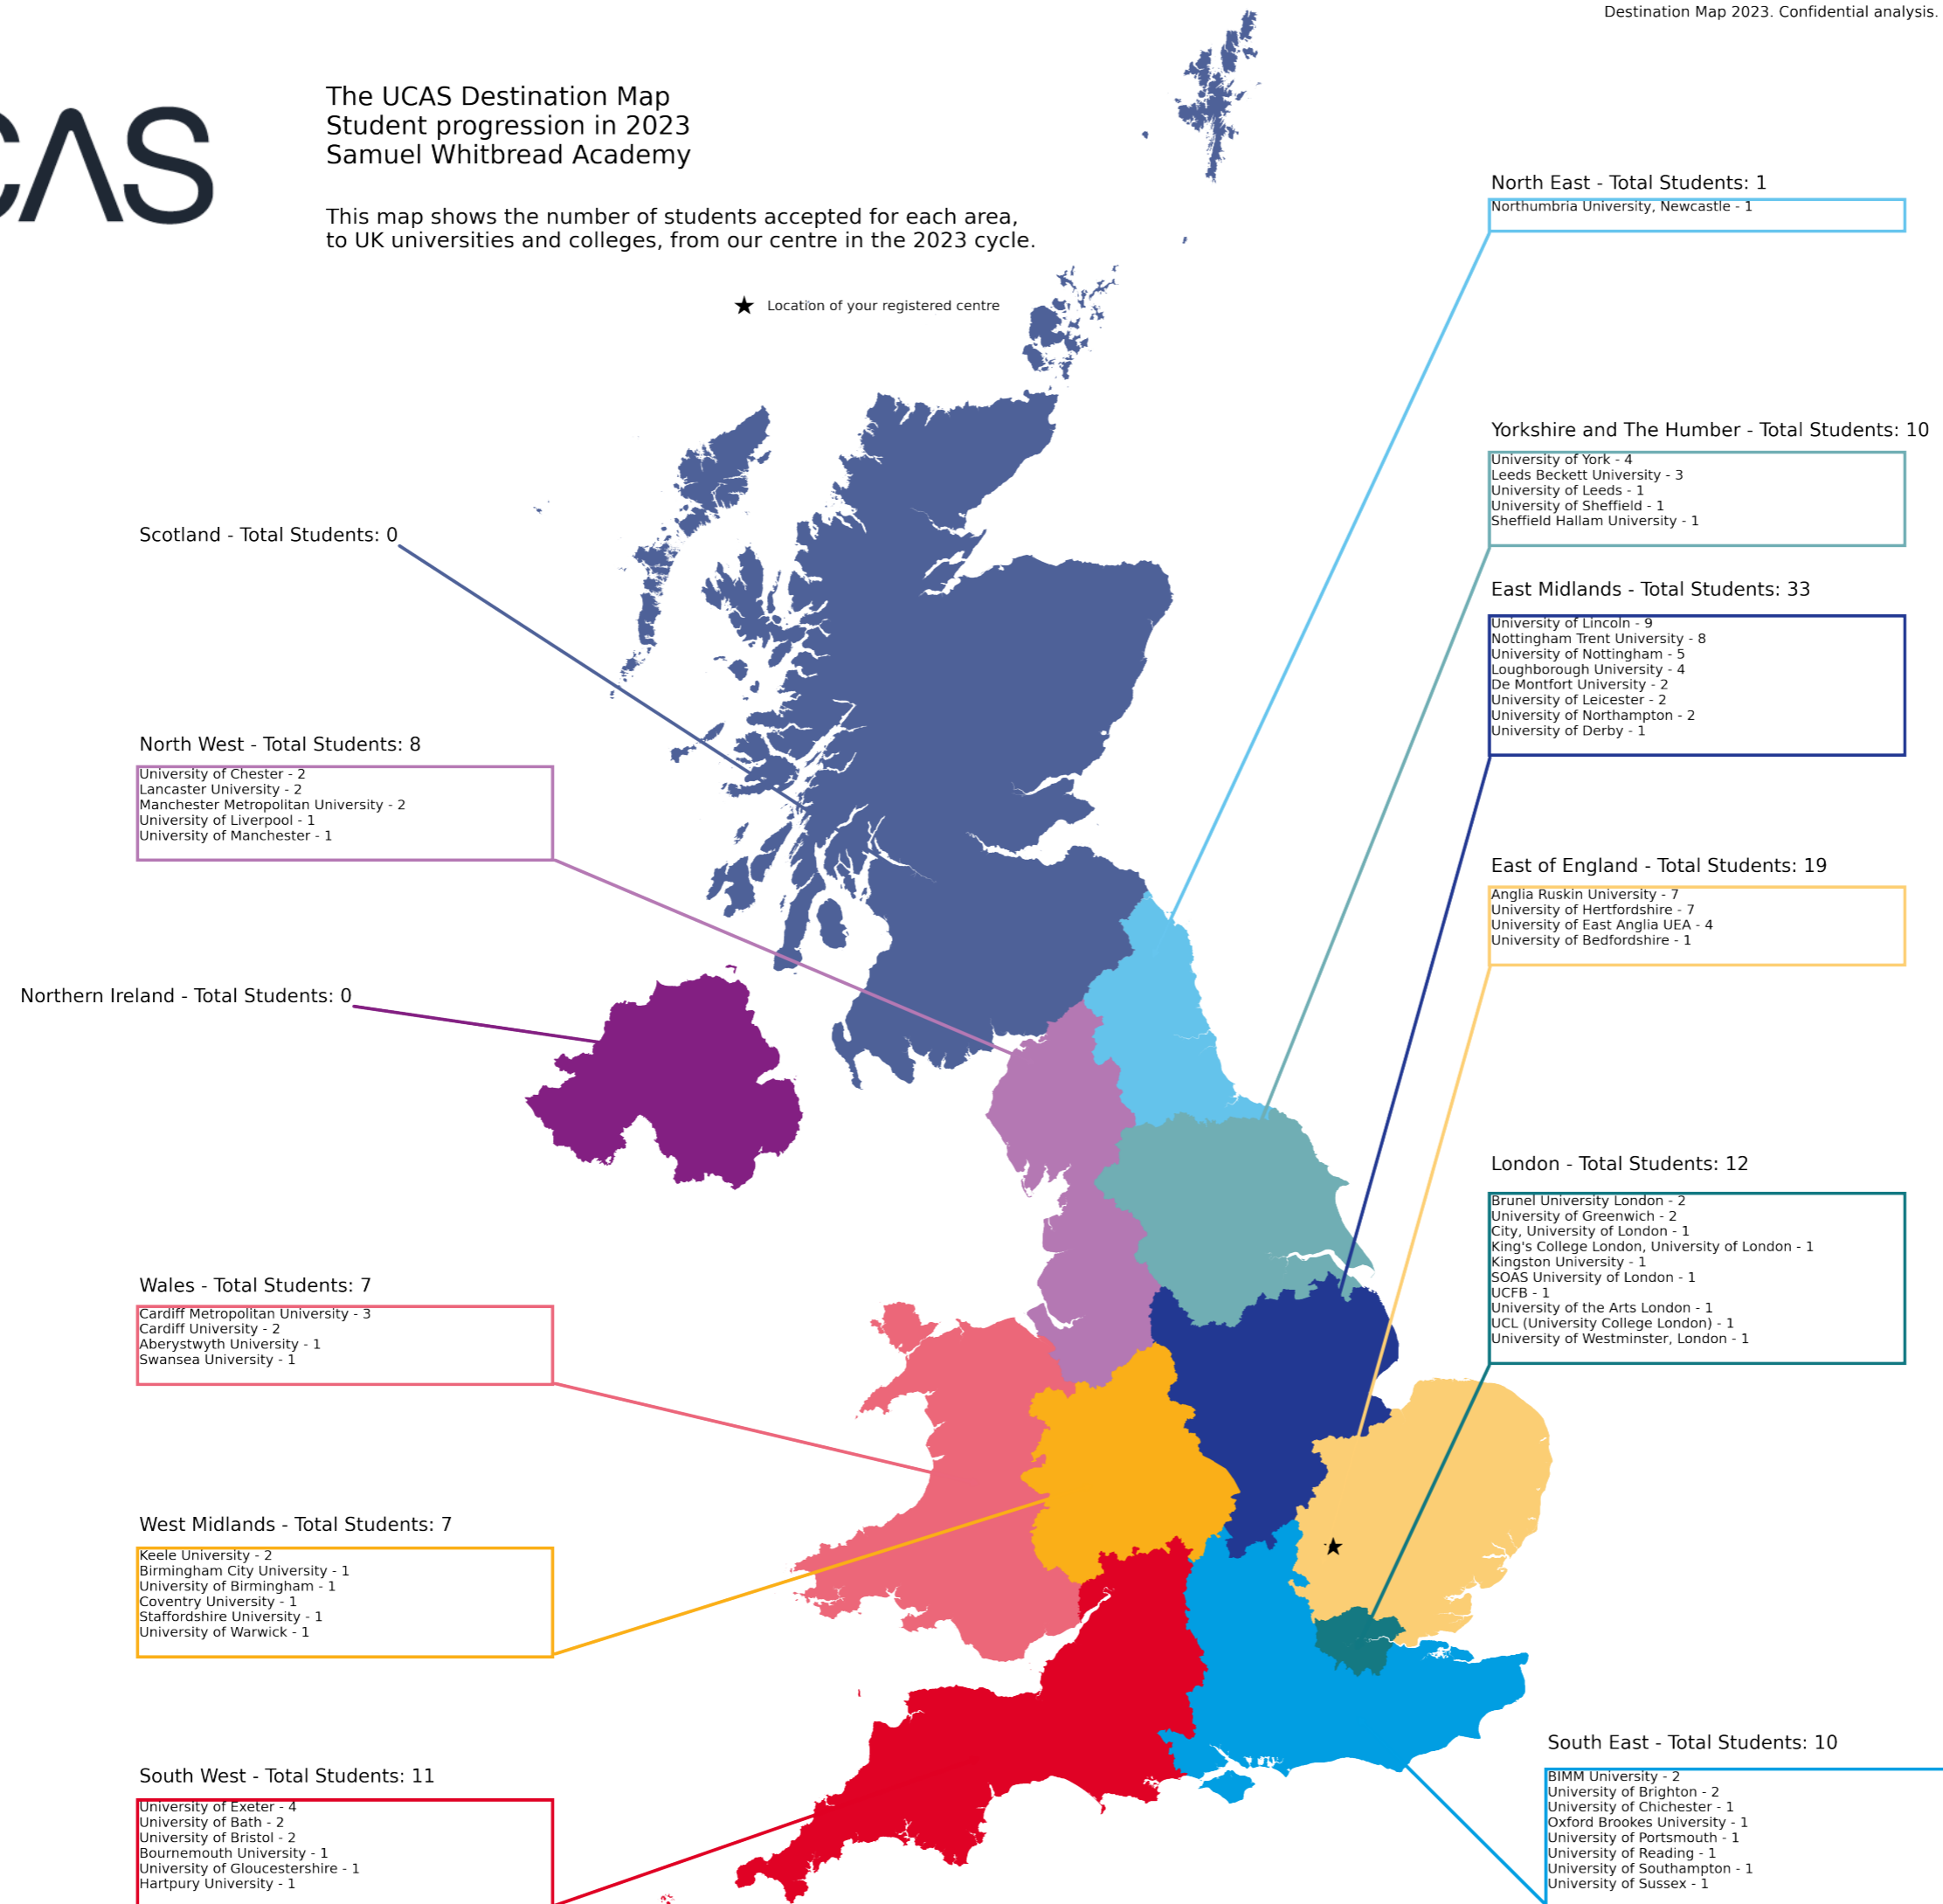 Destination Map 2023. Confidential analysis.
CAS
The UCAS Destination Map
Student progression in 2023
Samuel Whitbread Academy
This map shows the number of students accepted for each area,
to UK universities and colleges, from our centre in the 2023 cycle.
★ Location of your registered centre
North East - Total Students: 1
Northumbria University, Newcastle - 1
Yorkshire and The Humber - Total Students: 10
University of York - 4
Leeds Beckett University - 3
University of Leeds - 1
University of Sheffield - 1
Sheffield Hallam University - 1
Scotland - Total Students: 0
East Midlands - Total Students: 33
University of Lincoln - 9
Nottingham Trent University - 8
University of Nottingham - 5
Loughborough University - 4
De Montfort University - 2
University of Leicester - 2
University of Northampton - 2
University of Derby - 1
North West - Total Students: 8
University of Chester - 2
Lancaster University - 2
Manchester Metropolitan University - 2
University of Liverpool - 1
University of Manchester - 1
East of England - Total Students: 19
Anglia Ruskin University - 7
University of Hertfordshire - 7
University of East Anglia UEA - 4
University of Bedfordshire - 1
Northern Ireland - Total Students: 0
London - Total Students: 12
Brunel University London - 2
University of Greenwich - 2
City, University of London - 1
King's College London, University of London - 1
Kingston University - 1
SOAS University of London - 1
UCFB - 1
University of the Arts London - 1
UCL (University College London) - 1
University of Westminster, London - 1
Wales - Total Students: 7
Cardiff Metropolitan University - 3
Cardiff University - 2
Aberystwyth University - 1
Swansea University - 1
West Midlands - Total Students: 7
Keele University - 2
Birmingham City University - 1
University of Birmingham - 1
Coventry University - 1
Staffordshire University - 1
University of Warwick - 1
South West - Total Students: 11
University of Exeter - 4
University of Bath - 2
University of Bristol - 2
Bournemouth University - 1
University of Gloucestershire - 1
Hartpury University - 1
South East - Total Students: 10
BIMM University - 2
University of Brighton - 2
University of Chichester - 1
Oxford Brookes University - 1
University of Portsmouth - 1
University of Reading - 1
University of Southampton - 1
University of Sussex - 1